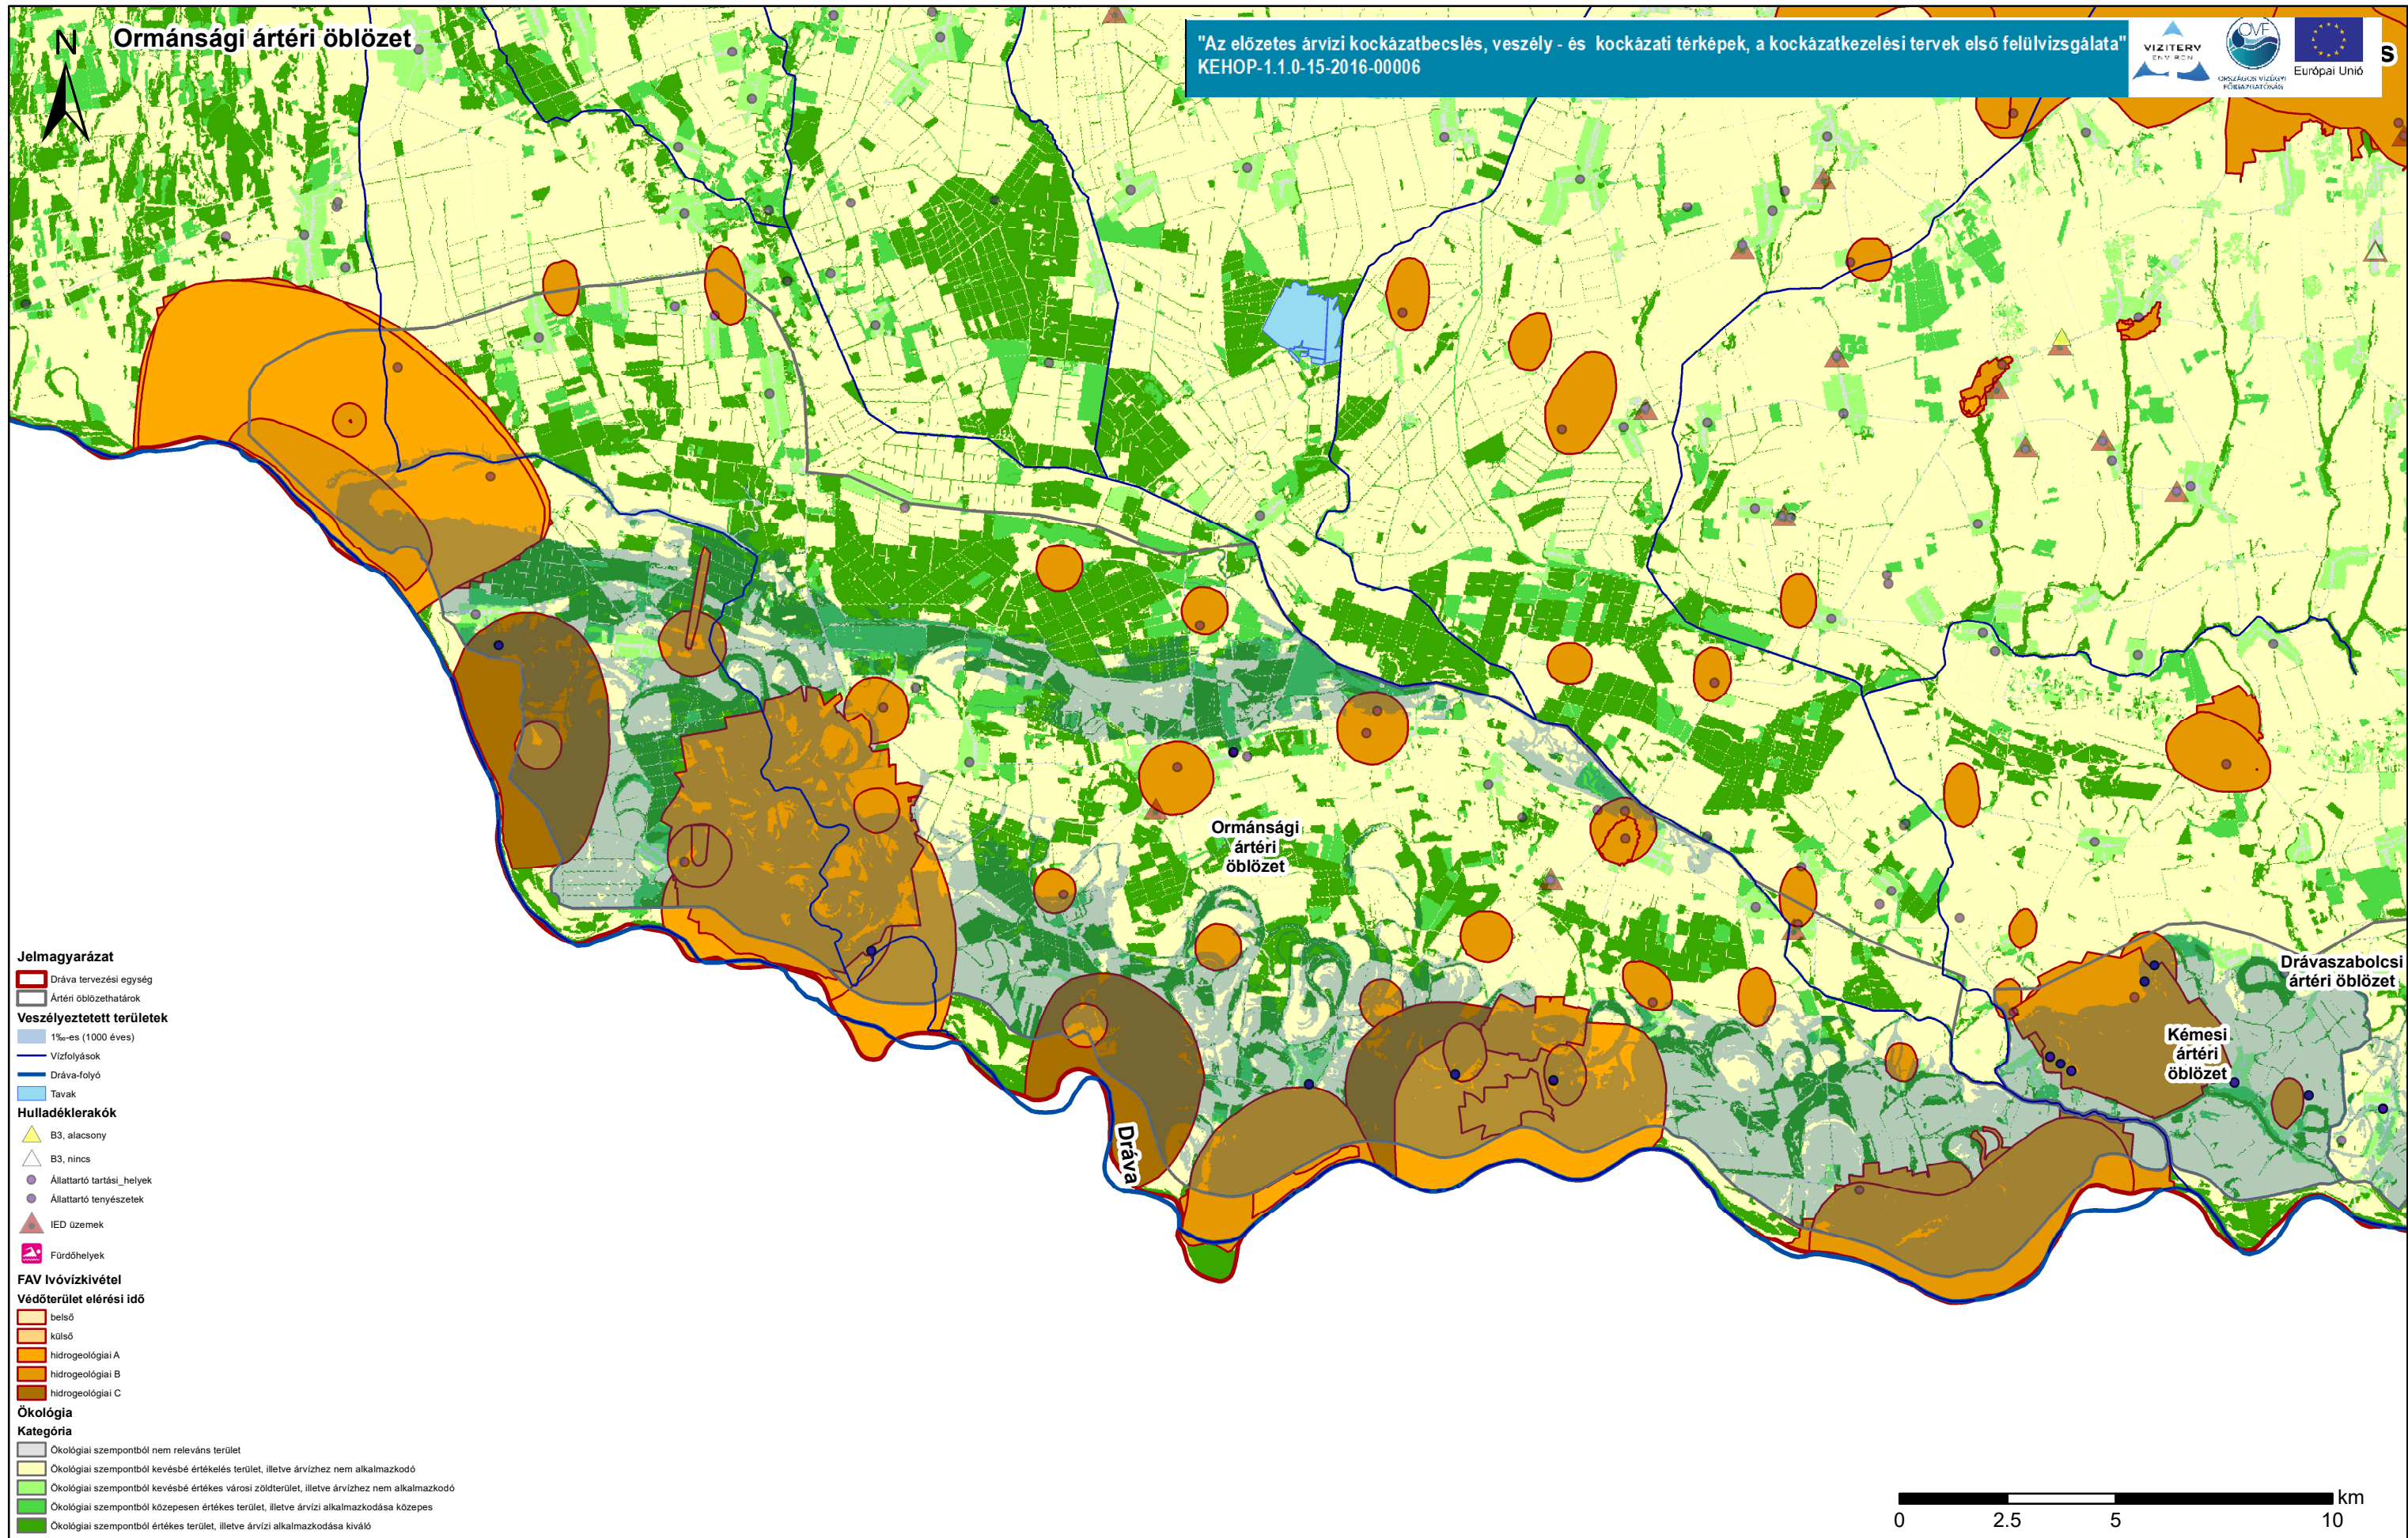 Ormánsági ártéri öblözet
N
"Az előzetes árvízi kockázatbecslés, veszély - és  kockázati térképek, a kockázatkezelési tervek első felülvizsgálata"
KEHOP-1.1.0-15-2016-00006
VIZITERV
ENVIRON
OVF
ORSZÁGOS VÍZÜGYI
FŐIGAZGATÓSÁG
Európai Unió
s
Ormánsági
ártéri
öblözet
Drávaszabolcsi
ártéri öblözet
Kémesi
ártéri
öblözet
Dráva
Jelmagyarázat
Dráva tervezési egység
Ártéri öblözethatárok
Veszélyeztetett területek
1‰-es (1000 éves)
Vízfolyások
Dráva-folyó
Tavak
Hulladéklerakók
B3, alacsony
B3, nincs
Állattartó tartási_helyek
Állattartó tenyészetek
IED üzemek
Fürdőhelyek
FAV Ivóvízkivétel
Védőterület elérési idő
belső
külső
hidrogeológiai A
hidrogeológiai B
hidrogeológiai C
Ökológia
Kategória
Ökológiai szempontból nem releváns terület
Ökológiai szempontból kevésbé értékelés terület, illetve árvízhez nem alkalmazkodó
Ökológiai szempontból kevésbé értékes városi zöldterület, illetve árvízhez nem alkalmazkodó
Ökológiai szempontból közepesen értékes terület, illetve árvízi alkalmazkodása közepes
Ökológiai szempontból értékes terület, illetve árvízi alkalmazkodása kiváló
km
0 2.5 5 10